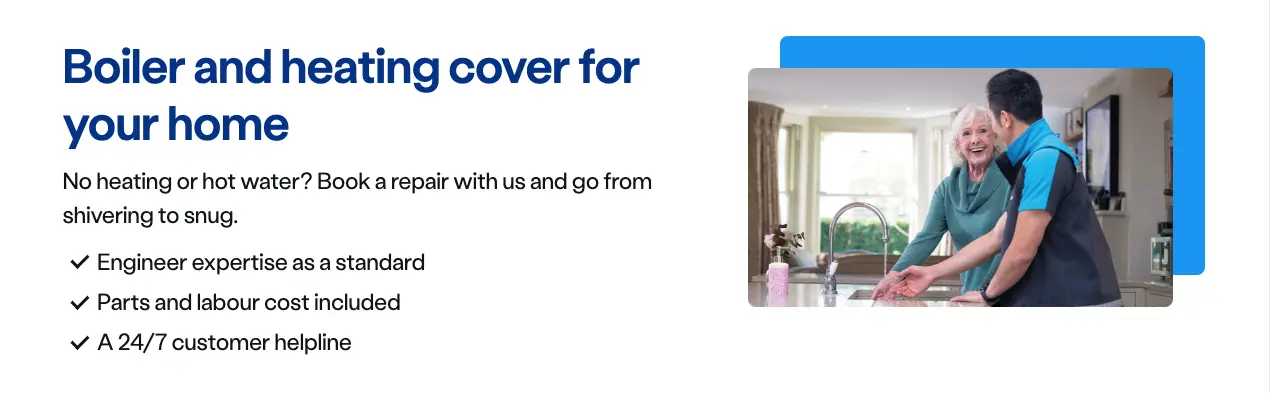 Boiler and heating cover for
your home
No heating or hot water? Book a repair with us and go from
shivering to snug.
Engineer expertise as a standard
Parts and labour cost included
A 24/7 customer helpline